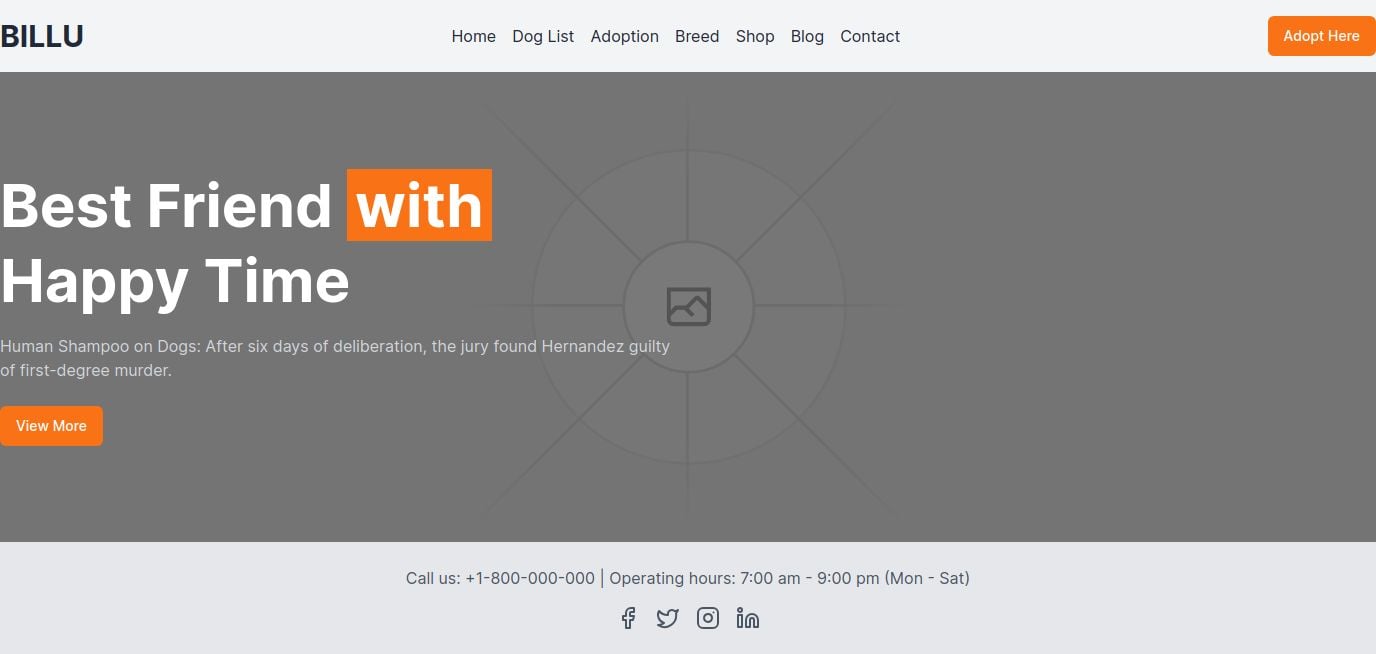 BILLU
Home Dog List Adoption Breed Shop Blog Contact
Adopt Here
Best Friend with
Happy Time
Human Shampoo on Dogs: After six days of deliberation, the jury found Hernandez guilty
of first-degree murder.
View More
Call us: +1-800-000-000 | Operating hours: 7:00 am - 9:00 pm (Mon - Sat)